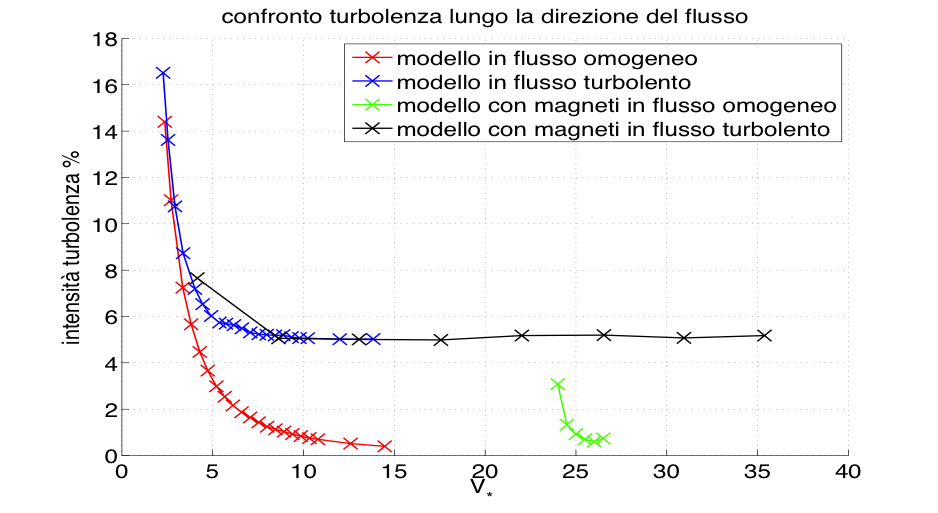 confronto turbolenza lungo la direzione del flusso
18
16
14
12
10
8
6
4
2
0
intensità turbolenza %
modello in flusso omogeneo
modello in flusso turbolento
modello con magneti in flusso omogeneo
modello con magneti in flusso turbolento
0 5 10 15 20 25 30 35 40
V*